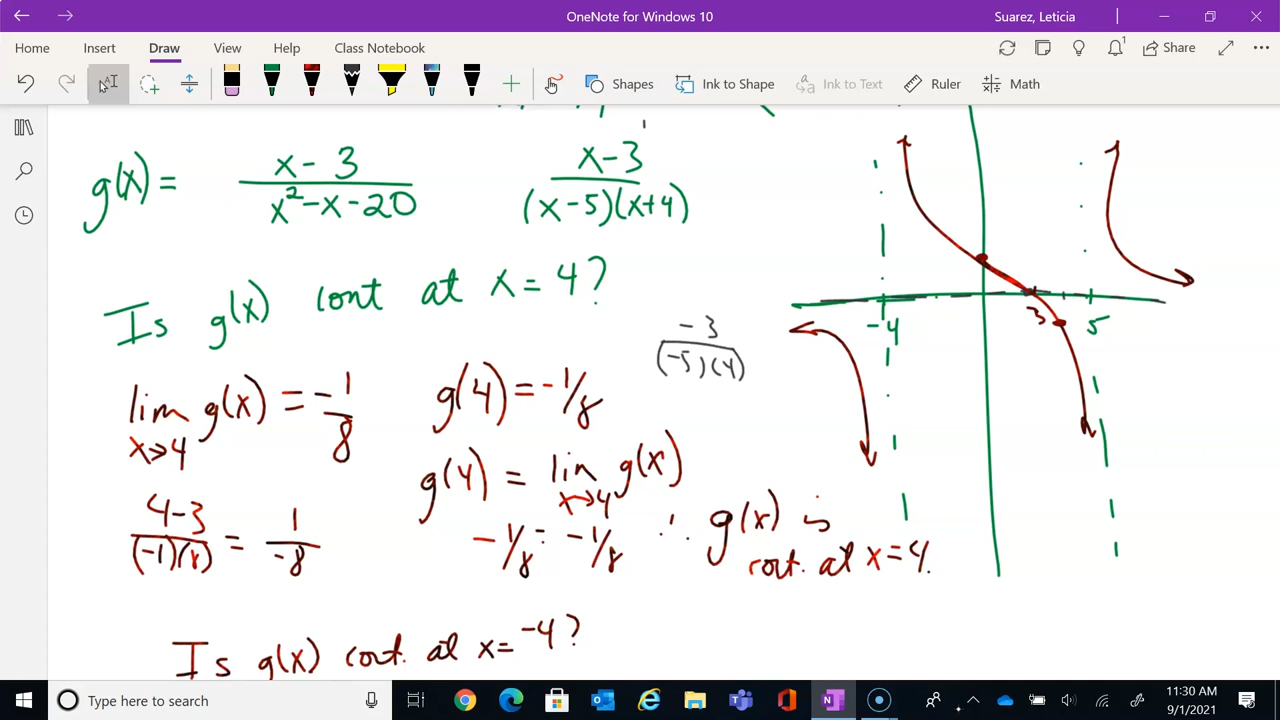 OneNote for Windows 10
Suarez, Leticia
Home Insert Draw View Help Class Notebook
Share
Shapes Ink to Shape Ink to Text Ruler Math
g(x) = x - 3 / x² - x - 20
x - 3 / (x - 5)(x + 4)
Is g(x) cont at x = 4?
-3 / (-5)(4)
lim x→4 g(x) = -1/8
g(4) = -1/8
g(4) = lim x→4 g(x)
4 - 3 / (-1)(8) = 1 / -8
-1/8 = -1/8 ∴ g(x) is
cont. at x = 4.
Is g(x) cont. at x = -4?
-4 3 5
Type here to search
11:30 AM
9/1/2021